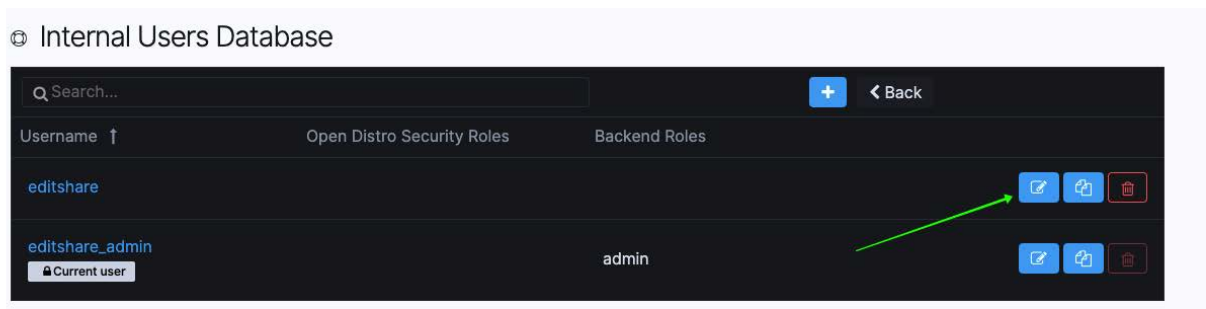 Internal Users Database
Search...
+ Back
Username ↑ Open Distro Security Roles Backend Roles
editshare
editshare_admin
Current user
admin